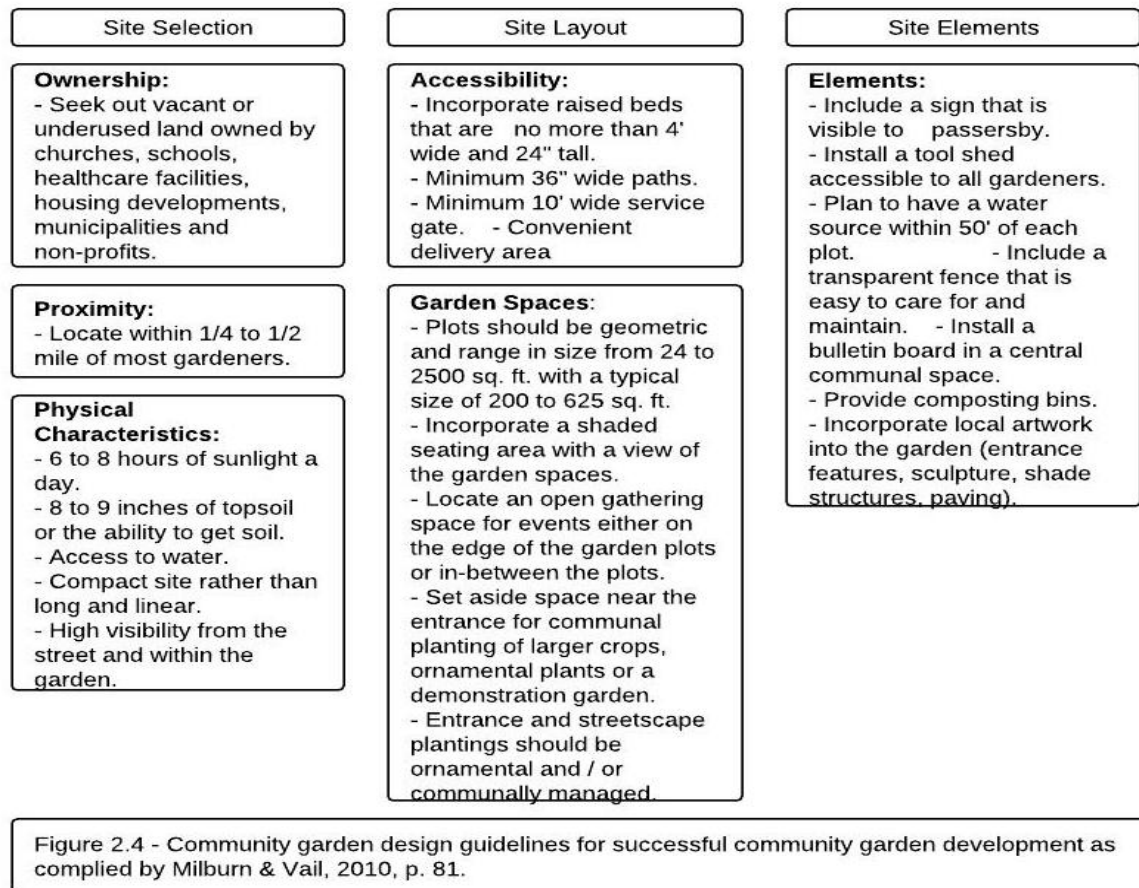 Site Selection
Ownership:
- Seek out vacant or
underused land owned by
churches, schools,
healthcare facilities,
housing developments,
municipalities and
non-profits.
Proximity:
- Locate within 1/4 to 1/2
mile of most gardeners.
Physical
Characteristics:
- 6 to 8 hours of sunlight a
day.
- 8 to 9 inches of topsoil
or the ability to get soil.
- Access to water.
- Compact site rather than
long and linear.
- High visibility from the
street and within the
garden.
Site Layout
Accessibility:
- Incorporate raised beds
that are no more than 4'
wide and 24" tall.
- Minimum 36" wide paths.
- Minimum 10' wide service
gate. - Convenient
delivery area
Garden Spaces:
- Plots should be geometric
and range in size from 24 to
2500 sq. ft. with a typical
size of 200 to 625 sq. ft.
- Incorporate a shaded
seating area with a view of
the garden spaces.
- Locate an open gathering
space for events either on
the edge of the garden plots
or in-between the plots.
- Set aside space near the
entrance for communal
planting of larger crops,
ornamental plants or a
demonstration garden.
- Entrance and streetscape
plantings should be
ornamental and / or
communally managed.
Site Elements
Elements:
- Include a sign that is
visible to passersby.
- Install a tool shed
accessible to all gardeners.
- Plan to have a water
source within 50' of each
plot. - Include a
transparent fence that is
easy to care for and
maintain. - Install a
bulletin board in a central
communal space.
- Provide composting bins.
- Incorporate local artwork
into the garden (entrance
features, sculpture, shade
structures, paving).
Figure 2.4 - Community garden design guidelines for successful community garden development as
complied by Milburn & Vail, 2010, p. 81.